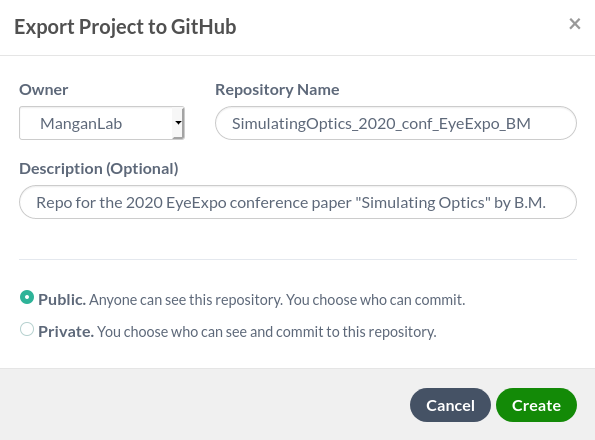 Export Project to GitHub
×
Owner
Repository Name
ManganLab
SimulatingOptics_2020_conf_EyeExpo_BM
Description (Optional)
Repo for the 2020 EyeExpo conference paper "Simulating Optics" by B.M.
Public. Anyone can see this repository. You choose who can commit.
Private. You choose who can see and commit to this repository.
Cancel
Create